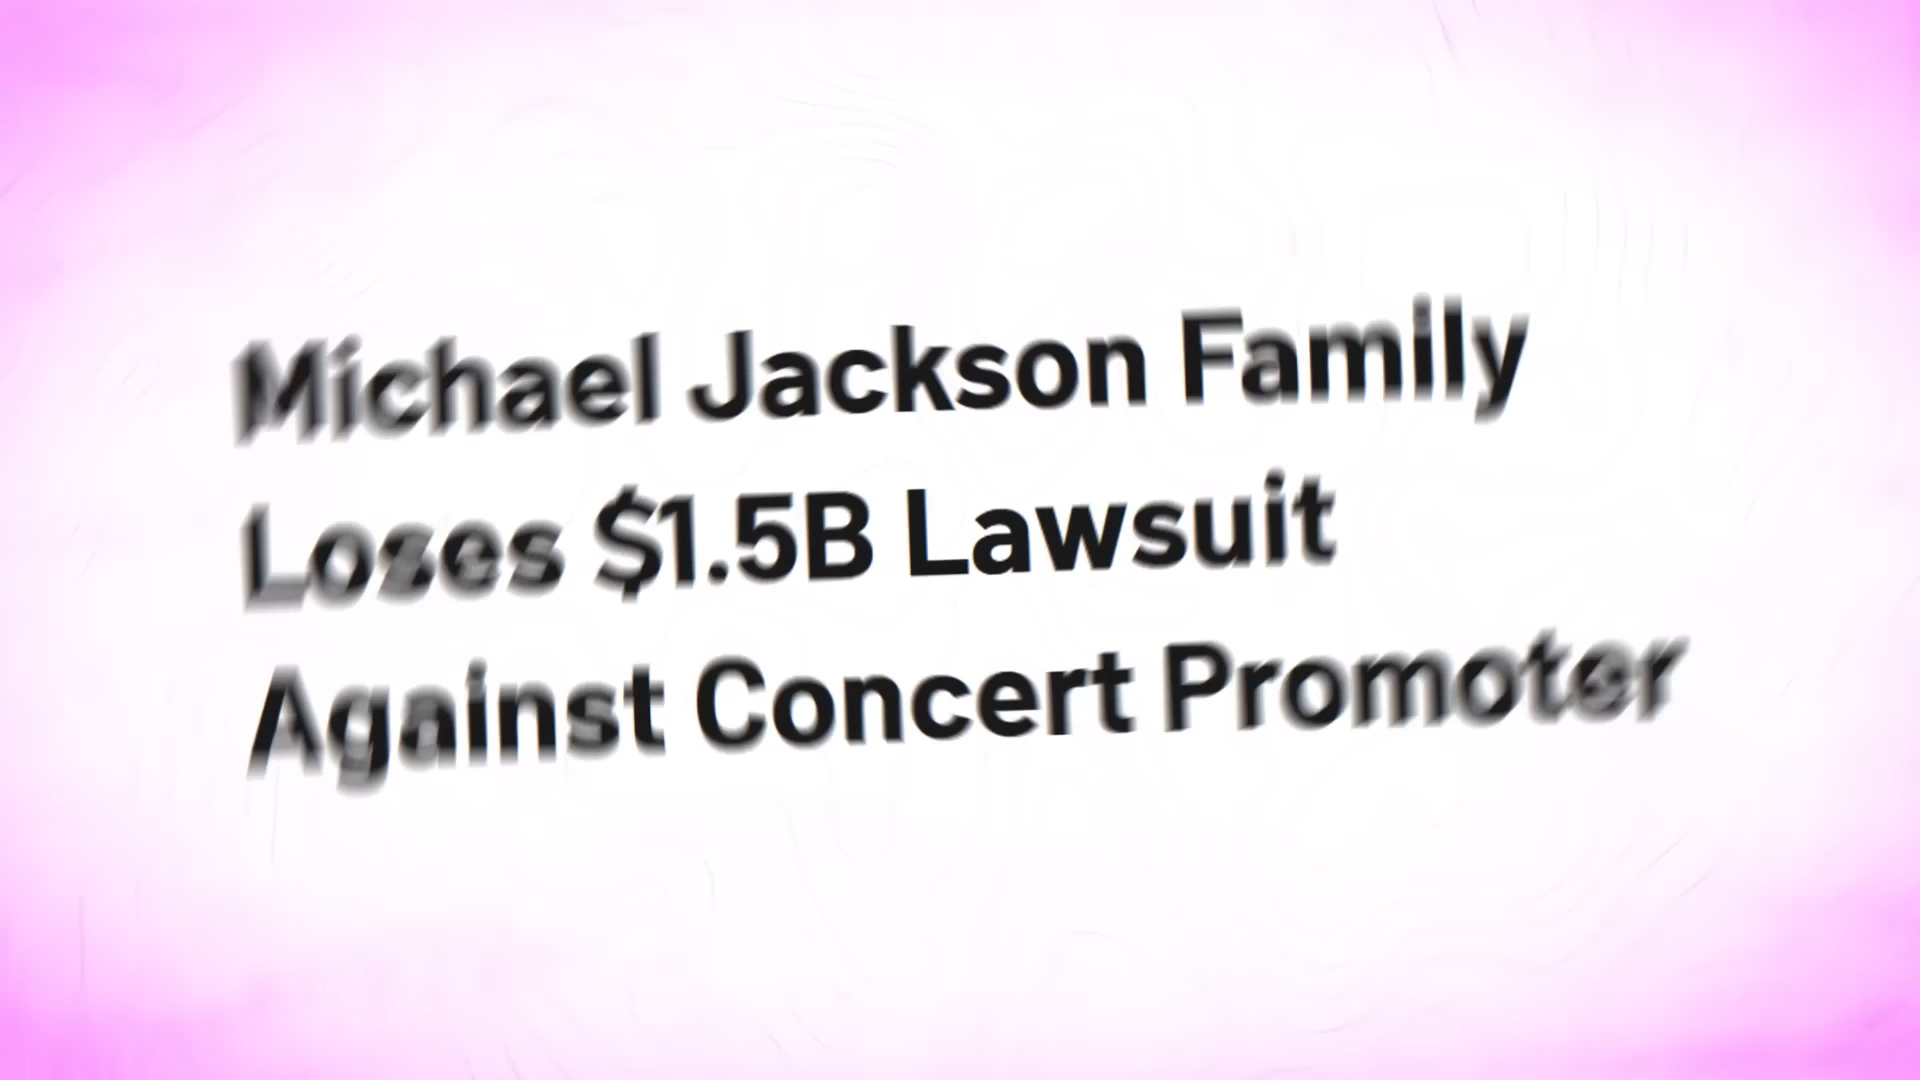 Michael Jackson Family
Loses $1.5B Lawsuit
Against Concert Promoter